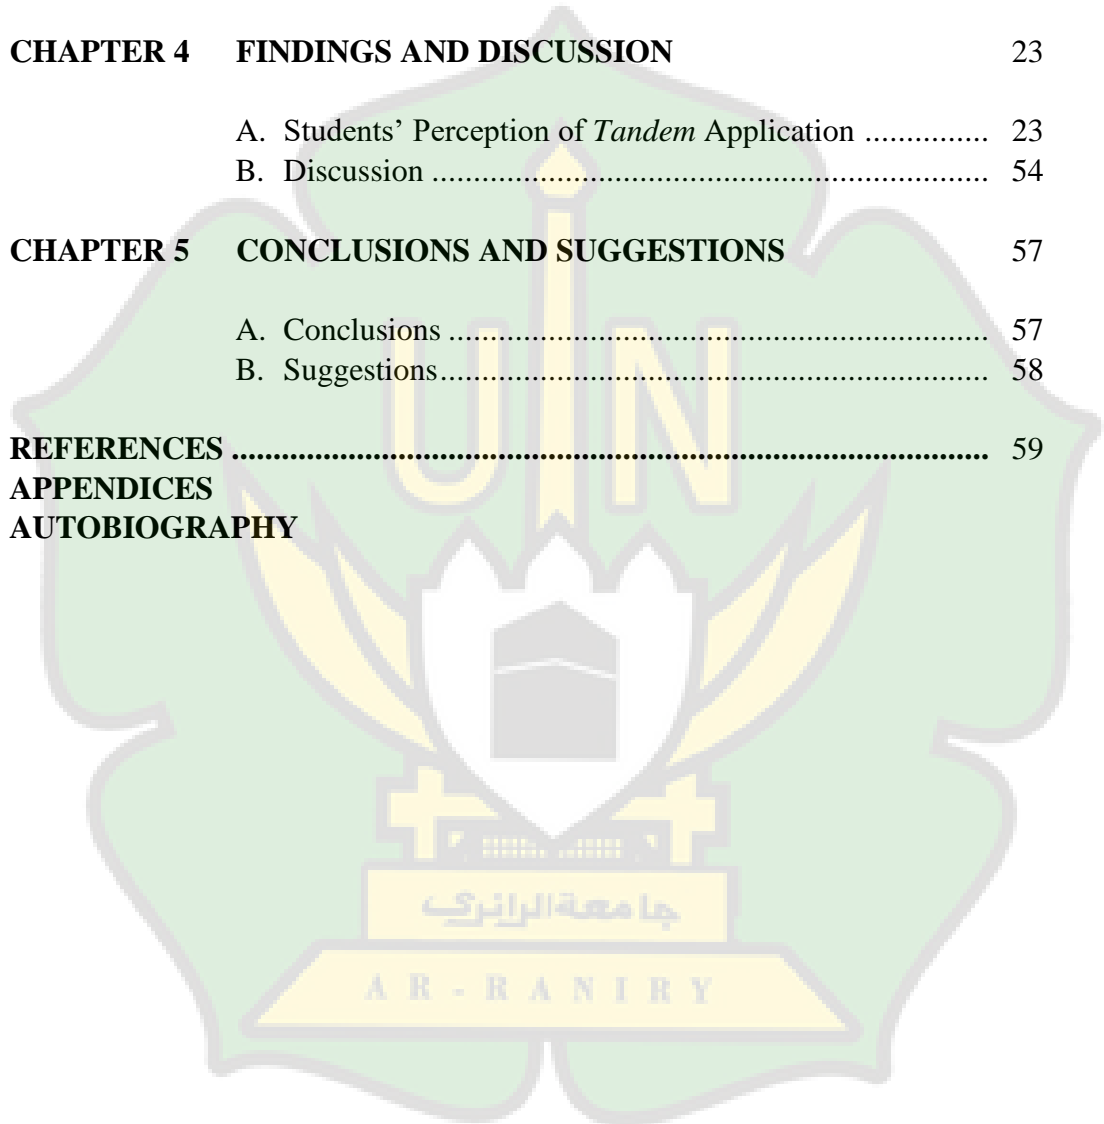 CHAPTER 4 FINDINGS AND DISCUSSION 23
A. Students’ Perception of Tandem Application ............... 23
B. Discussion .................................................................... 54
CHAPTER 5 CONCLUSIONS AND SUGGESTIONS 57
A. Conclusions .................................................................. 57
B. Suggestions................................................................... 58
REFERENCES ........................................................................................... 59
APPENDICES
AUTOBIOGRAPHY
UIN
جامعة الرانري
AR-RANIRY